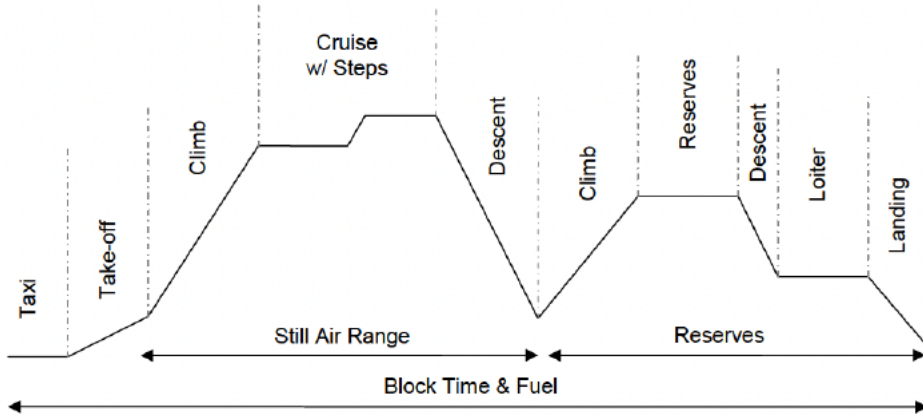 Taxi
Take-off
Climb
Cruise
w/ Steps
Descent
Climb
Reserves
Descent
Loiter
Landing
Still Air Range
Reserves
Block Time & Fuel